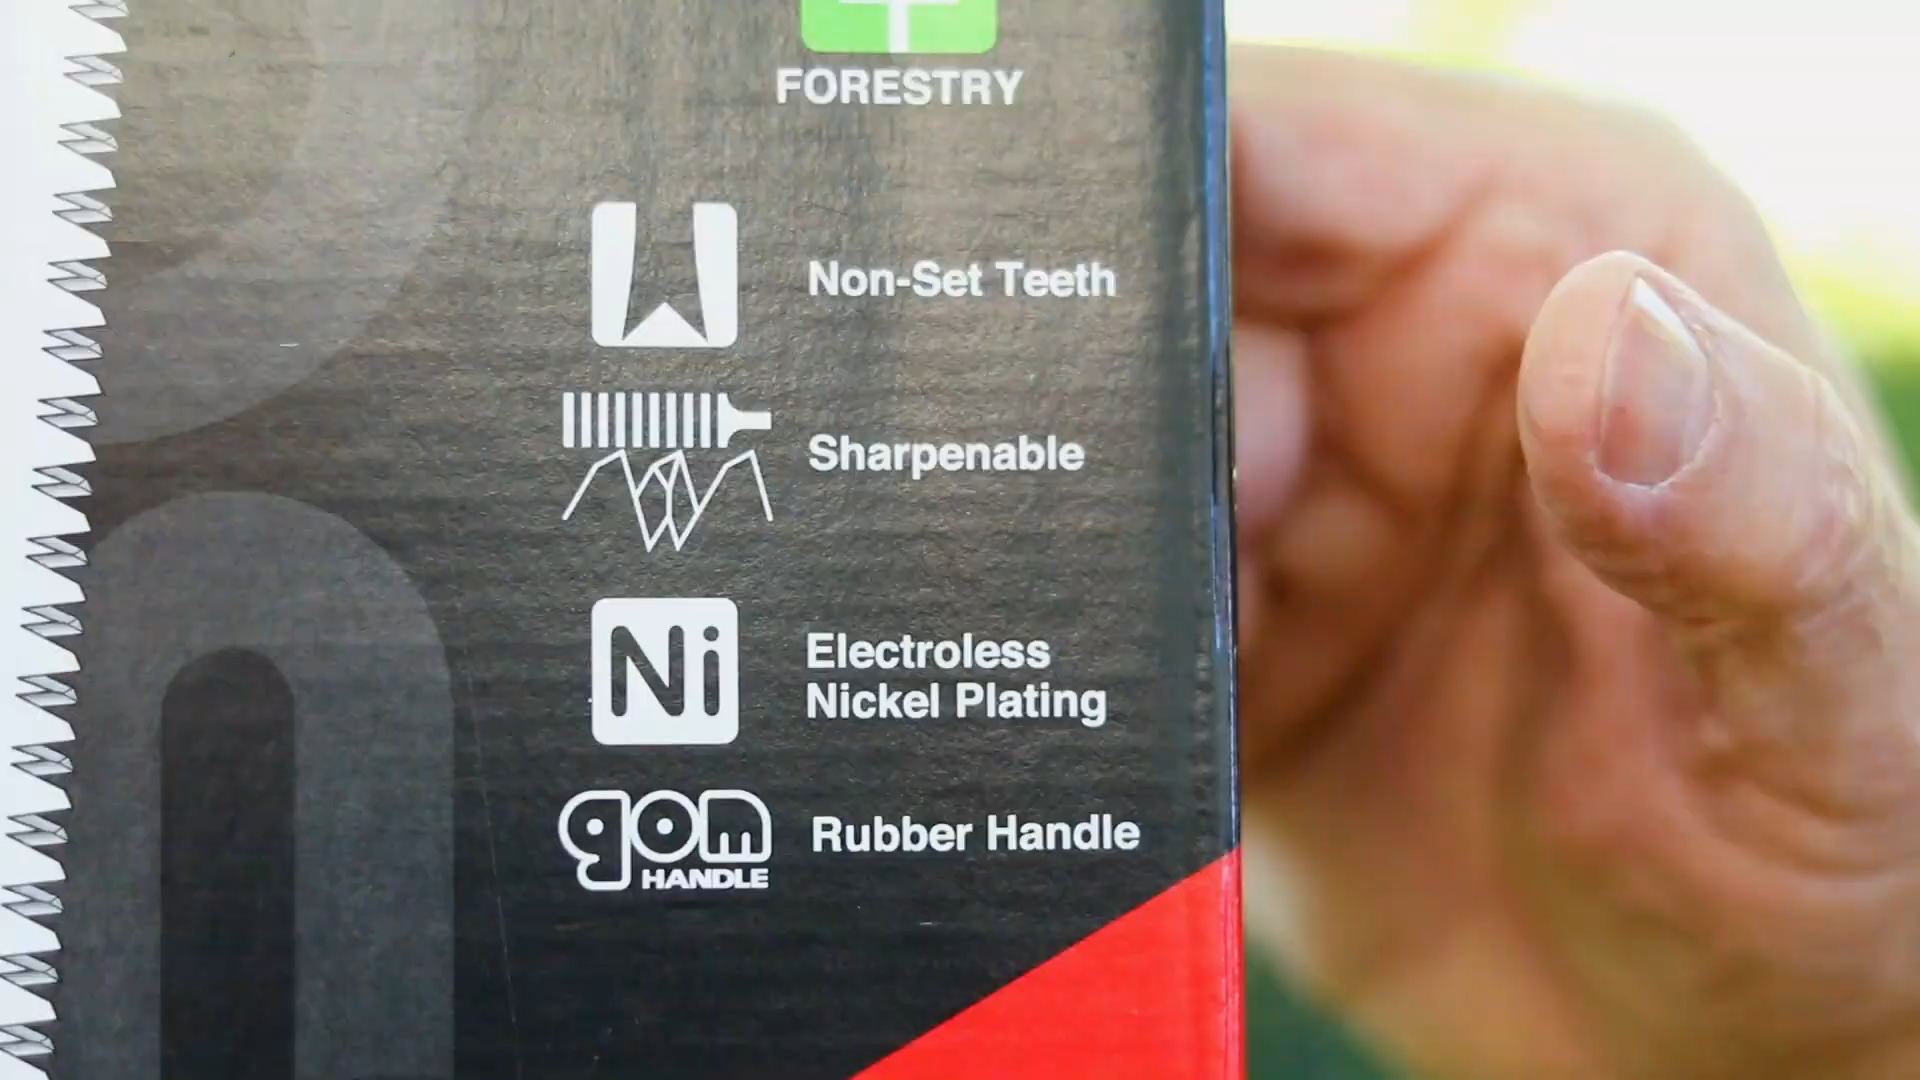 FORESTRY
Non-Set Teeth
Sharpenable
Ni
Electroless
Nickel Plating
gom
HANDLE
Rubber Handle